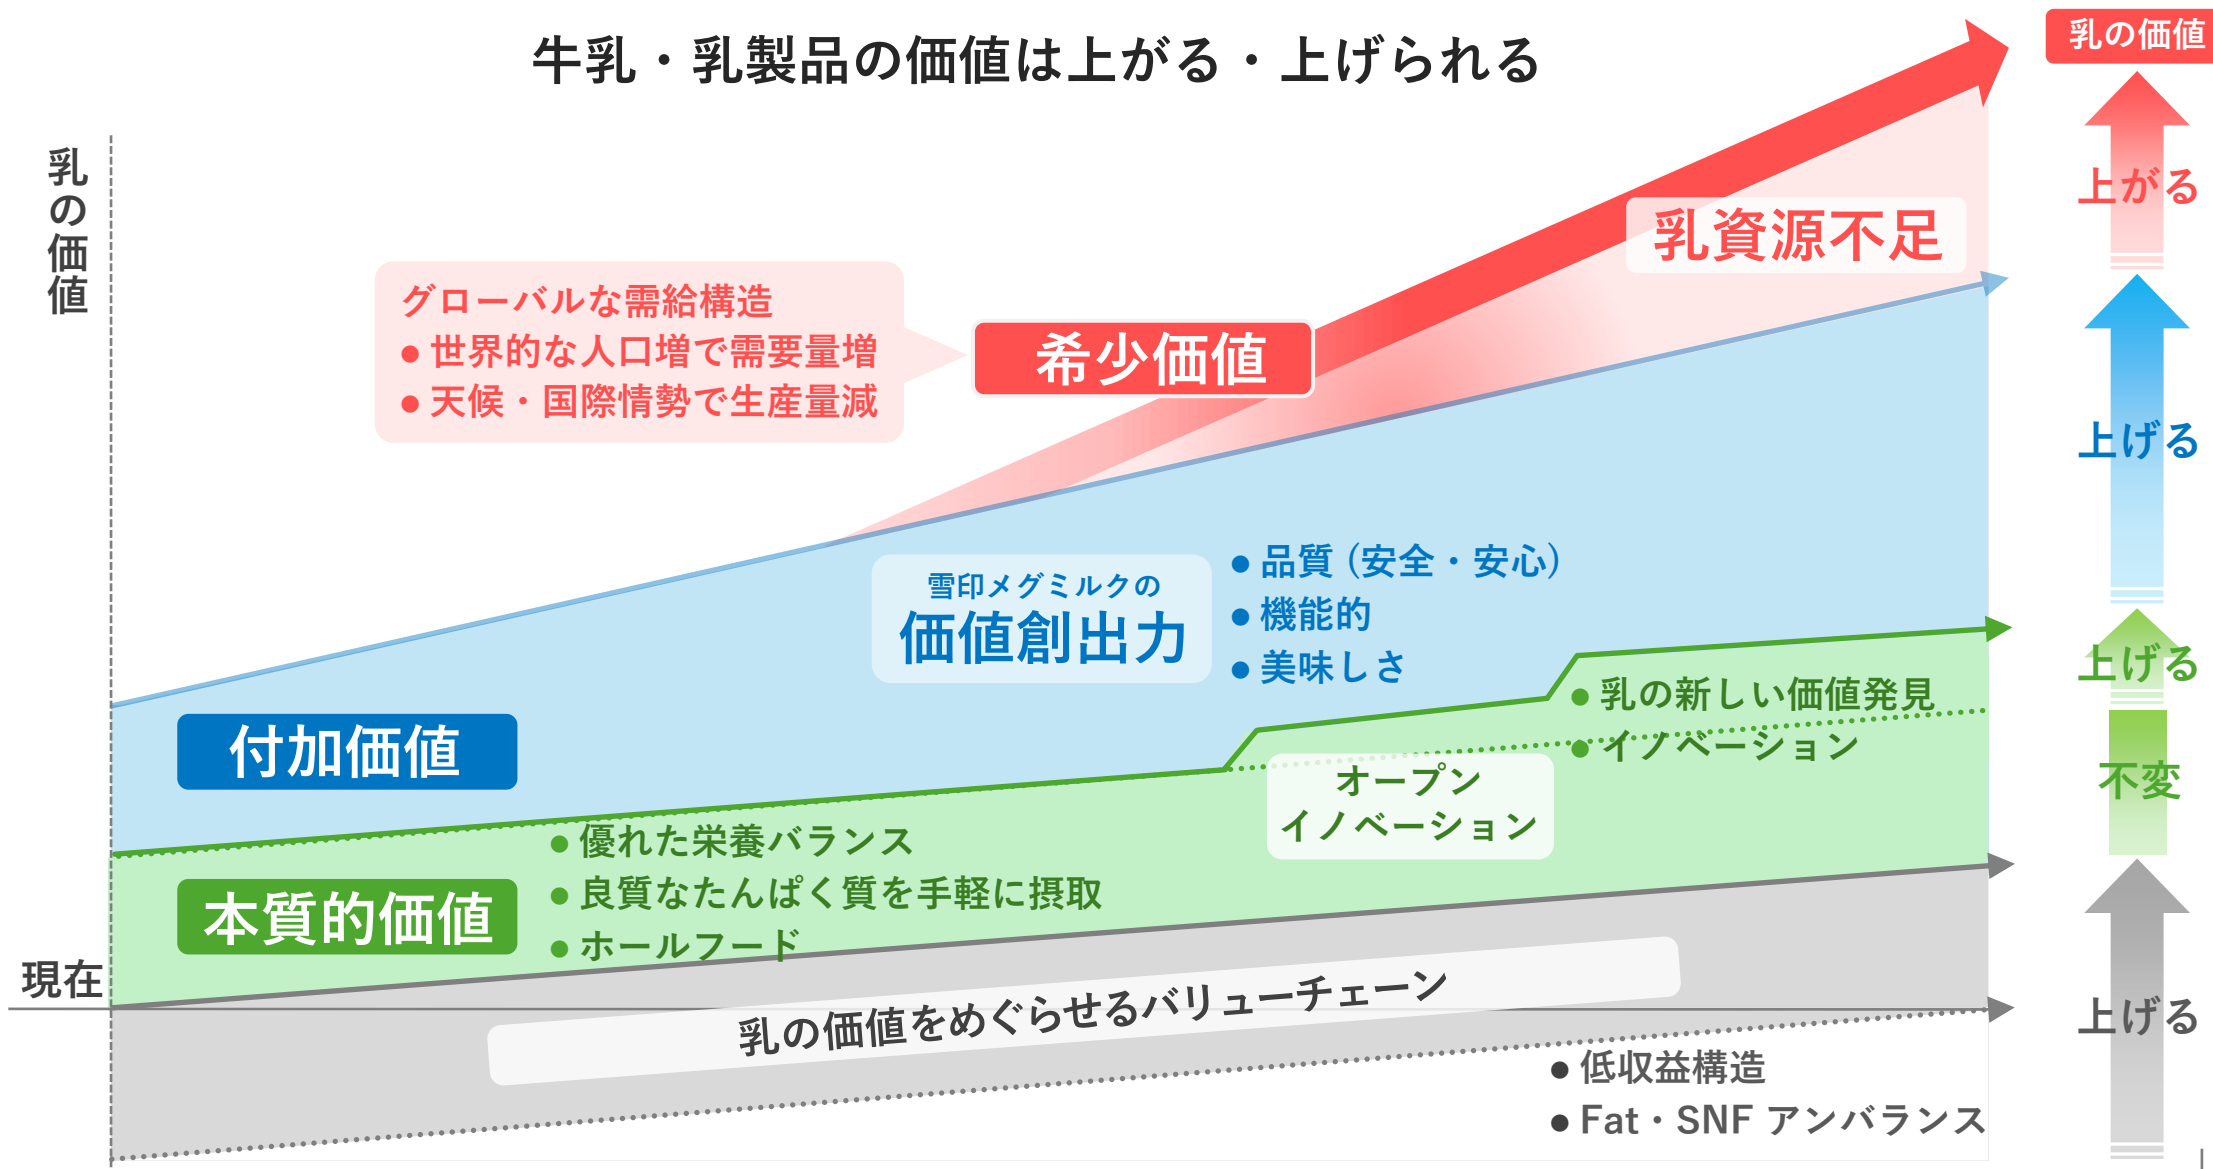 牛乳・乳製品の価値は上がる・上げられる
乳の価値
乳の価値
上がる
乳資源不足
グローバルな需給構造
● 世界的な人口増で需要量増
● 天候・国際情勢で生産量減
希少価値
上げる
雪印メグミルクの
価値創出力
● 品質（安全・安心）
● 機能的
● 美味しさ
付加価値
上げる
● 乳の新しい価値発見
● イノベーション
オープン
イノベーション
不変
本質的価値
● 優れた栄養バランス
● 良質なたんぱく質を手軽に摂取
● ホールフード
現在
乳の価値をめぐらせるバリューチェーン
上げる
● 低収益構造
● Fat・SNF アンバランス